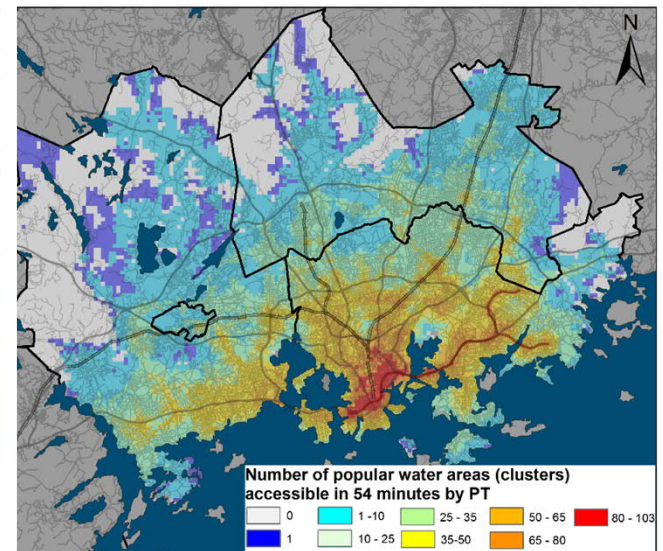 N
Number of popular water areas (clusters)
accessible in 54 minutes by PT
0 1 -10 25 - 35 50 - 65 80 - 103
1 10 - 25 35-50 65 - 80